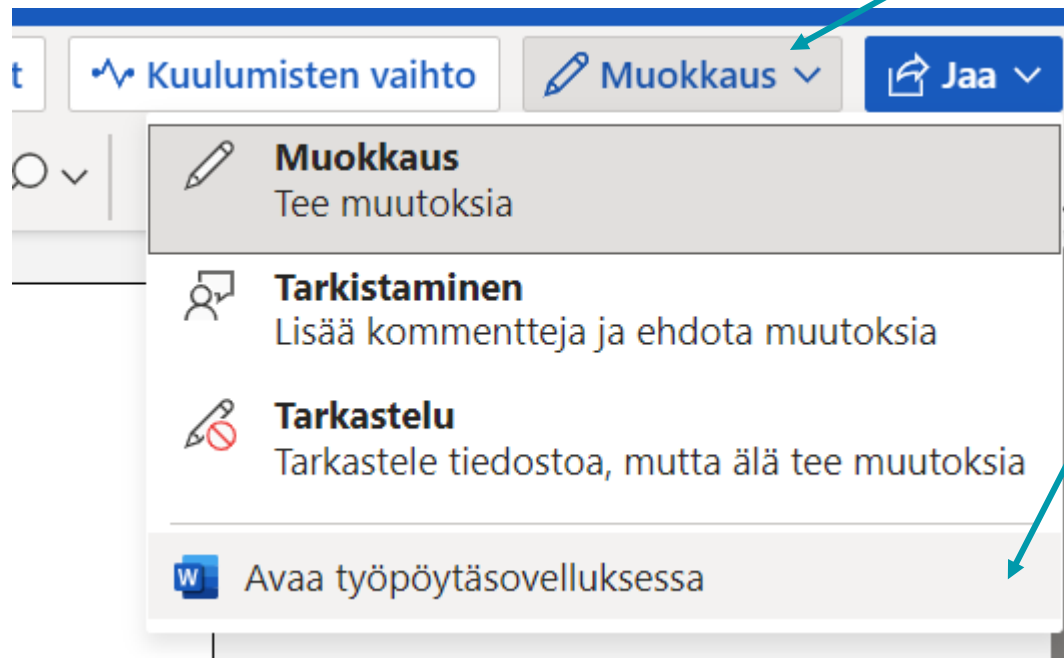 t
Kuulumisten vaihto
Muokkaus
Jaa
Muokkaus
Tee muutoksia
Tarkistaminen
Lisää kommentteja ja ehdota muutoksia
Tarkastelu
Tarkastele tiedostoa, mutta älä tee muutoksia
W
Avaa työpöytäsovelluksessa